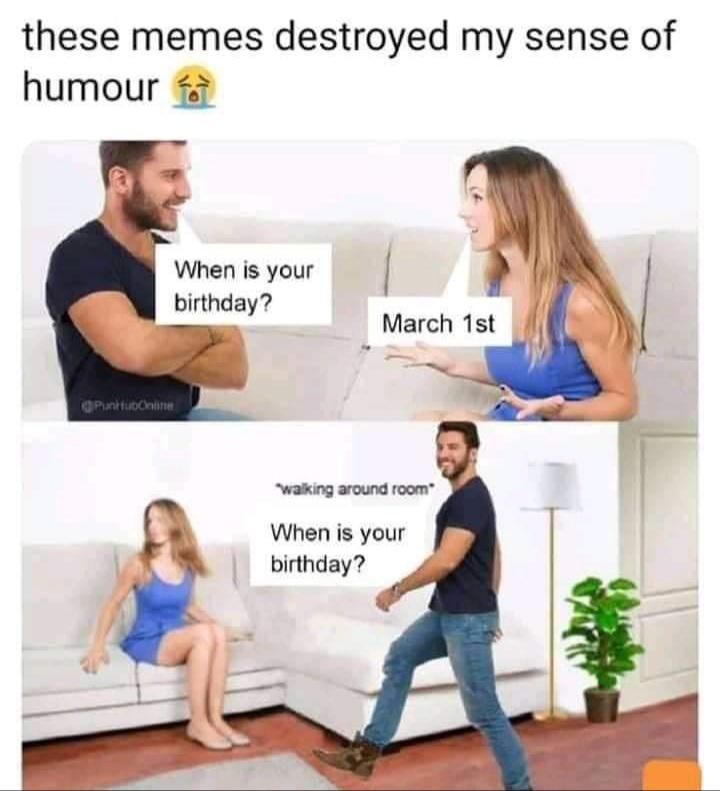 these memes destroyed my sense of
humour 😭
When is your
birthday?
March 1st
@PunHubOnline
*walking around room*
When is your
birthday?